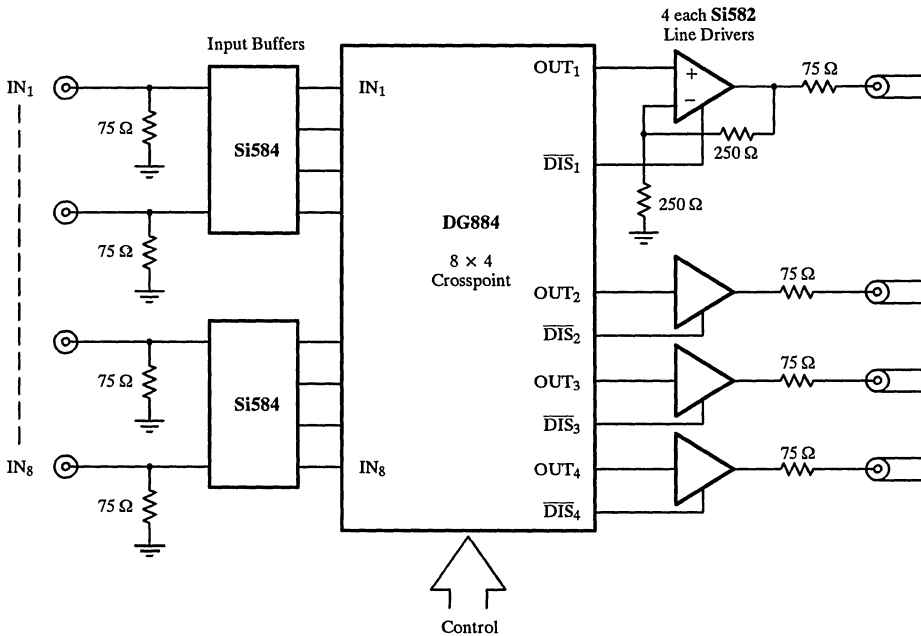 4 each Si582
Line Drivers
Input Buffers
IN₁
75 Ω
Si584
75 Ω
75 Ω
Si584
IN₈
75 Ω
IN₁
DG884
8 × 4
Crosspoint
IN₈
OUT₁
DIS₁
OUT₂
DIS₂
OUT₃
DIS₃
OUT₄
DIS₄
+
−
250 Ω
250 Ω
75 Ω
75 Ω
75 Ω
75 Ω
Control